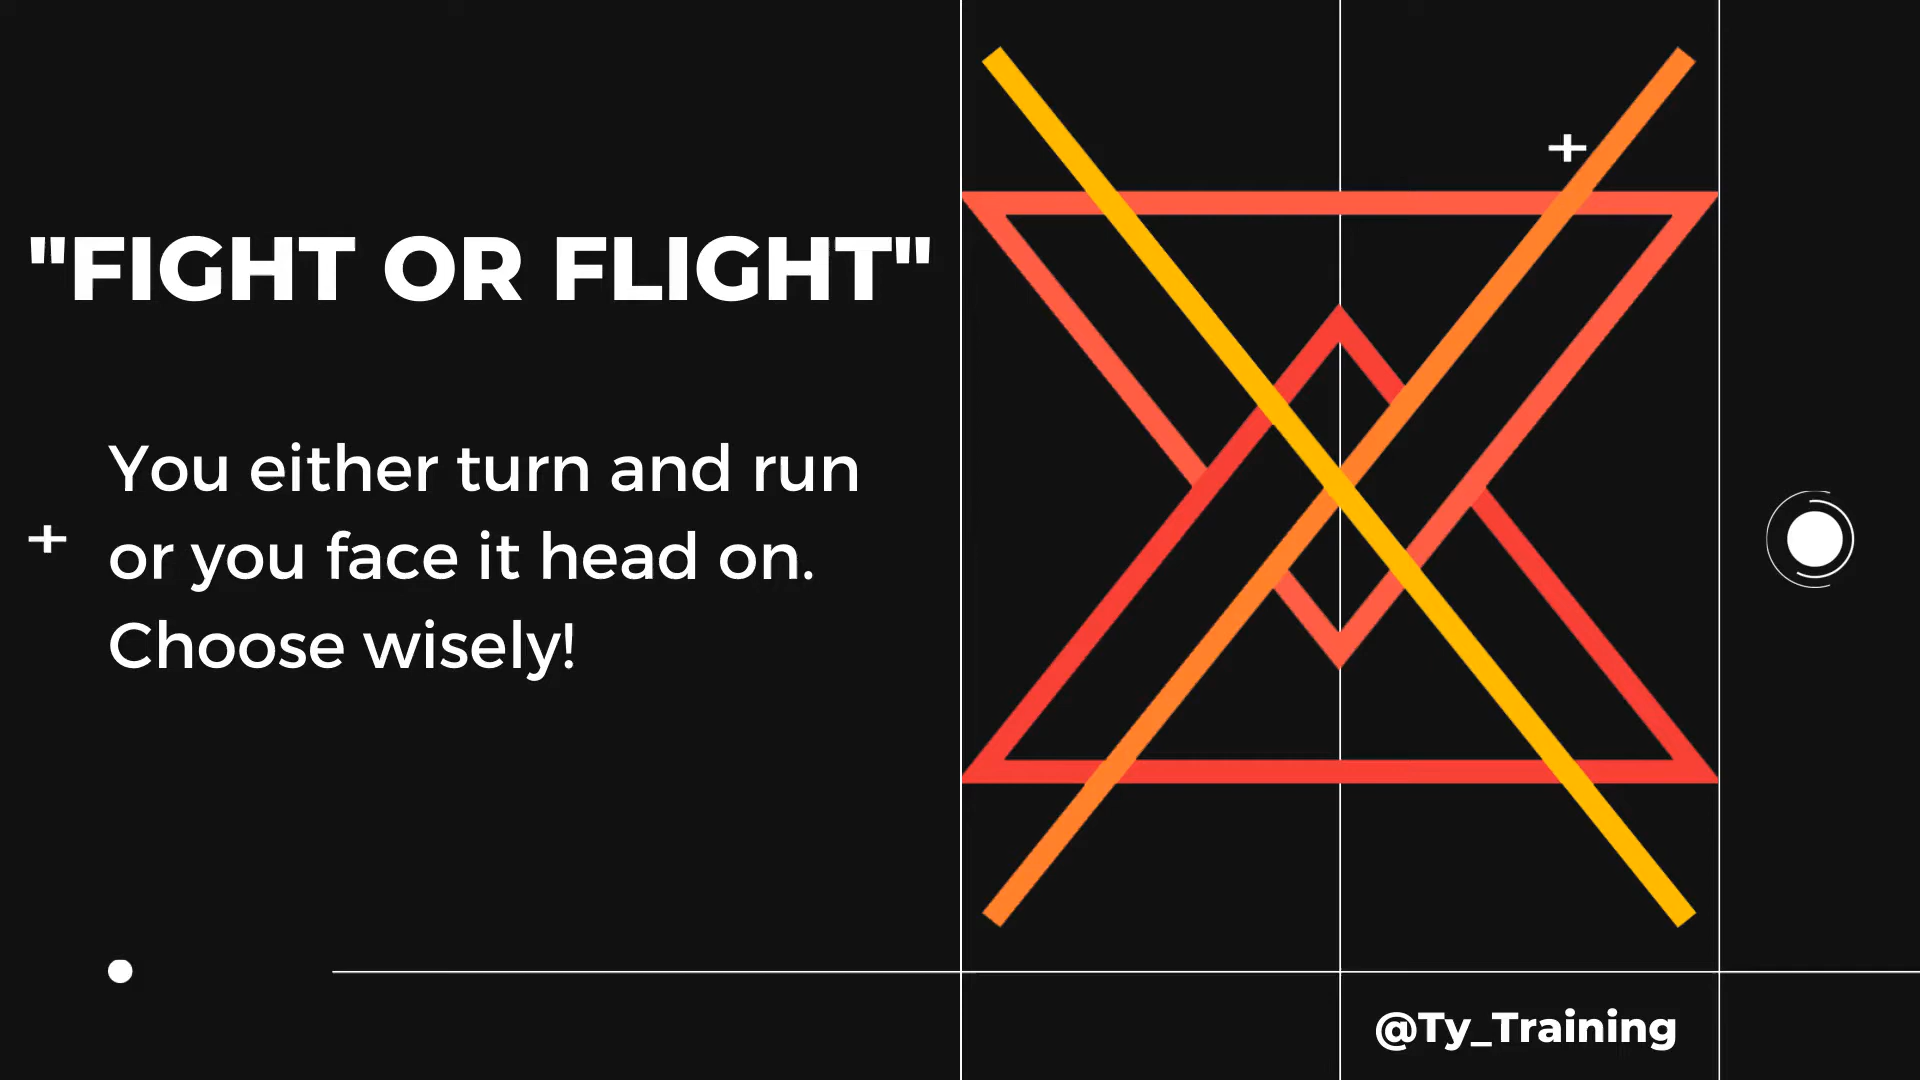 "FIGHT OR FLIGHT"
You either turn and run
or you face it head on.
Choose wisely!
@Ty_Training